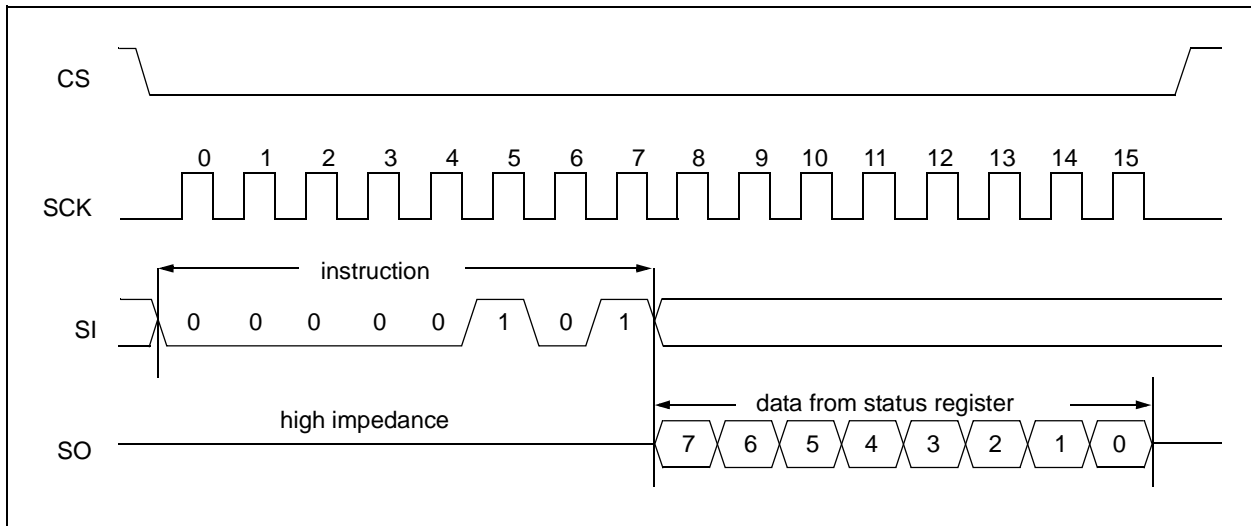 CS
0 1 2 3 4 5 6 7 8 9 10 11 12 13 14 15
SCK
instruction
SI 0 0 0 0 0 1 0 1
data from status register
high impedance
SO 7 6 5 4 3 2 1 0